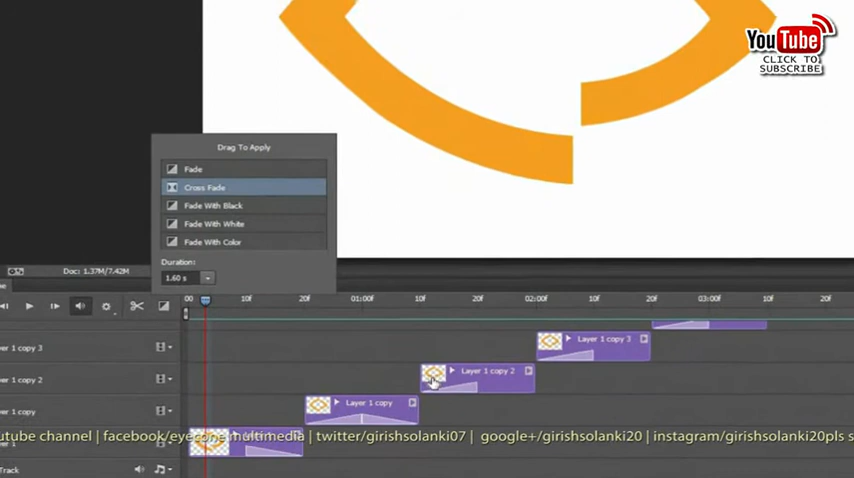 YouTube
CLICK TO
SUBSCRIBE
Drag To Apply
Fade
Cross Fade
Fade With Black
Fade With White
Fade With Color
Duration:
1.60 s
Doc: 1.37M/7.42M
00 10f 20f 01:00f 10f 20f 02:00f 10f 20f 03:00f 10f 20f
yer 1 copy 3 Layer 1 copy 3
yer 1 copy 2 Layer 1 copy 2
yer 1 copy Layer 1 copy
utube channel | facebook/eyeconemultimedia | twitter/girishsolanki07 | google+/girishsolanki20 | instagram/girishsolanki20pls s
Track